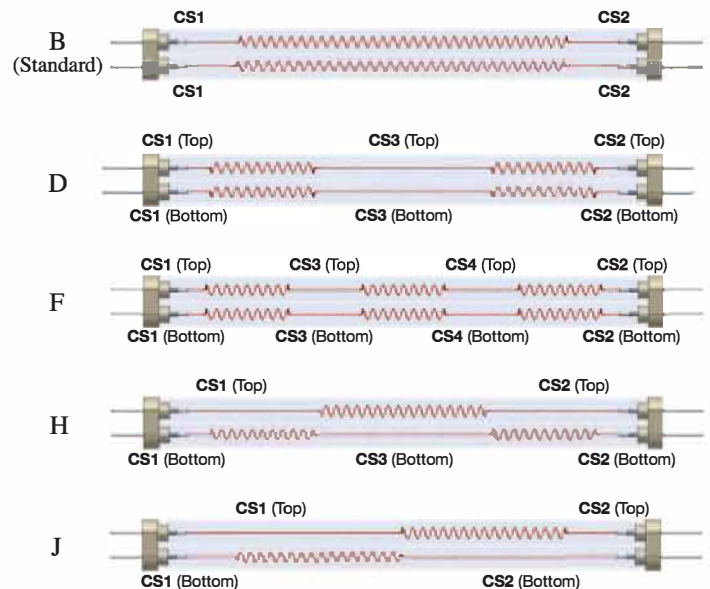 CS1 CS2
B
(Standard)
CS1 CS2
CS1 (Top) CS3 (Top) CS2 (Top)
D
CS1 (Bottom) CS3 (Bottom) CS2 (Bottom)
CS1 (Top) CS3 (Top) CS4 (Top) CS2 (Top)
F
CS1 (Bottom) CS3 (Bottom) CS4 (Bottom) CS2 (Bottom)
CS1 (Top) CS2 (Top)
H
CS1 (Bottom) CS3 (Bottom) CS2 (Bottom)
CS1 (Top) CS2 (Top)
J
CS1 (Bottom) CS2 (Bottom)